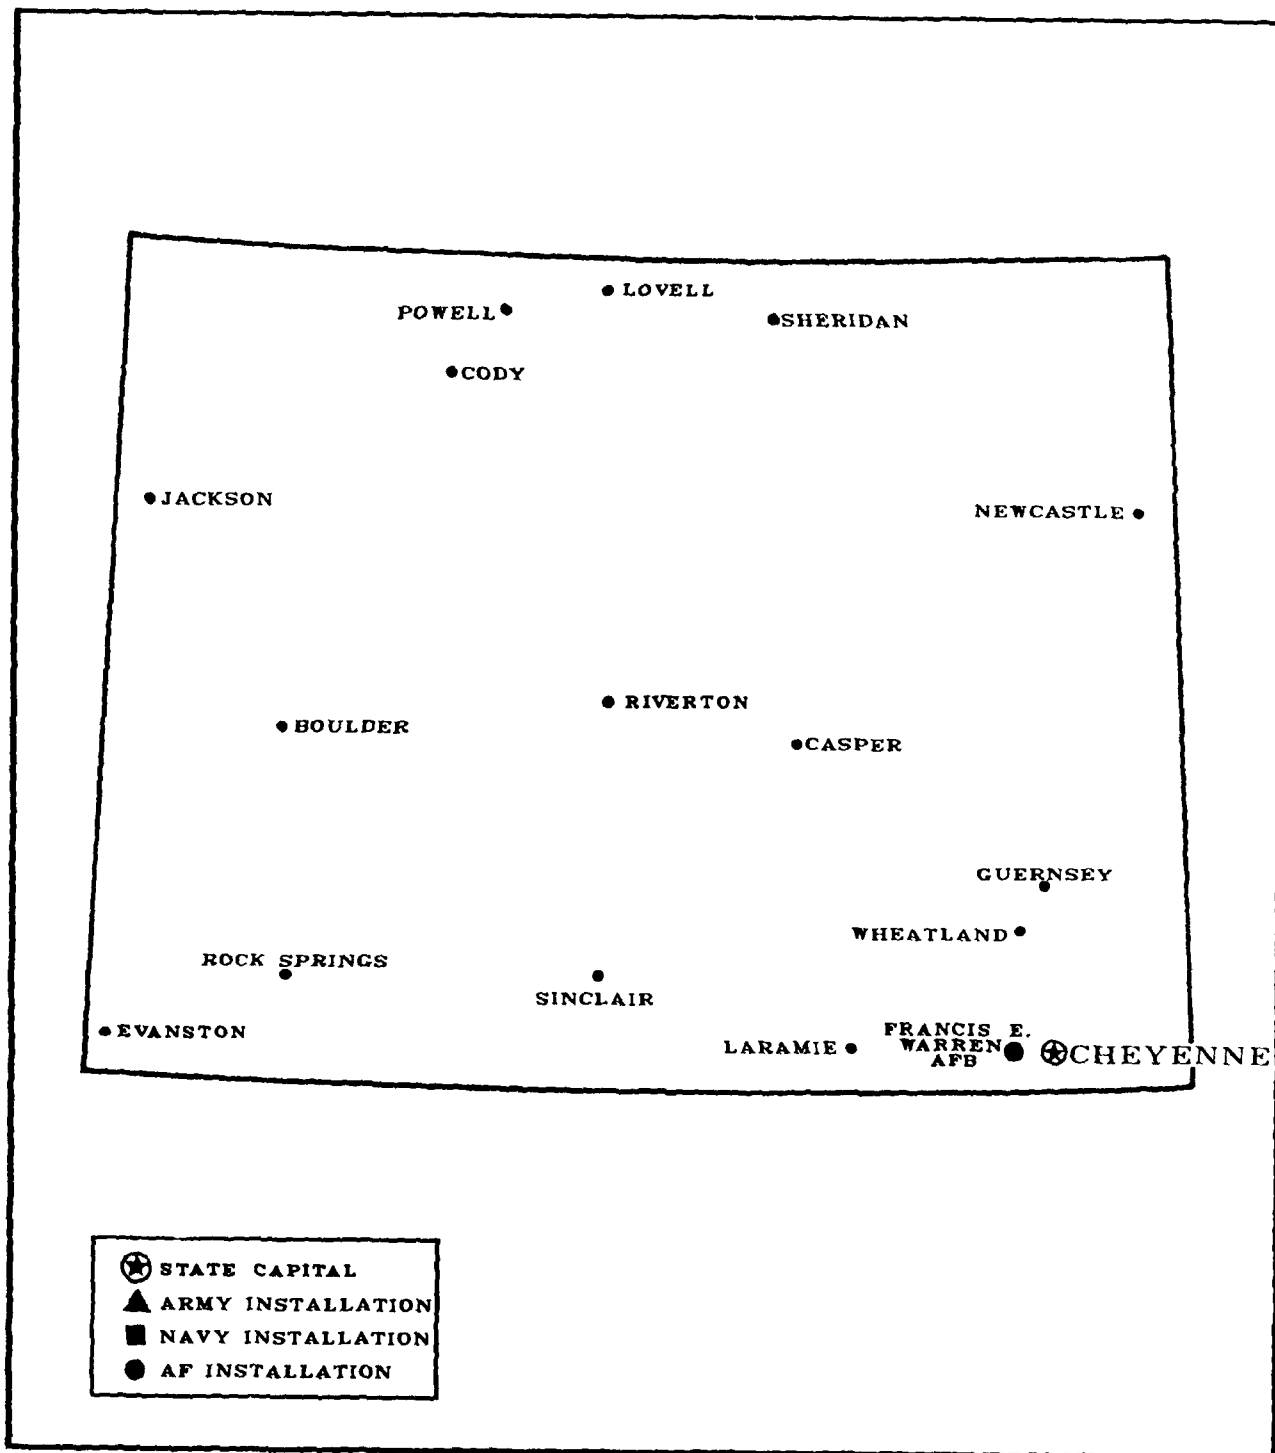 LOVELL
POWELL
SHERIDAN
CODY
JACKSON
NEWCASTLE
RIVERTON
BOULDER
CASPER
GUERNSEY
WHEATLAND
ROCK SPRINGS
SINCLAIR
EVANSTON
LARAMIE
FRANCIS E.
WARREN
AFB
CHEYENNE
STATE CAPITAL
ARMY INSTALLATION
NAVY INSTALLATION
AF INSTALLATION